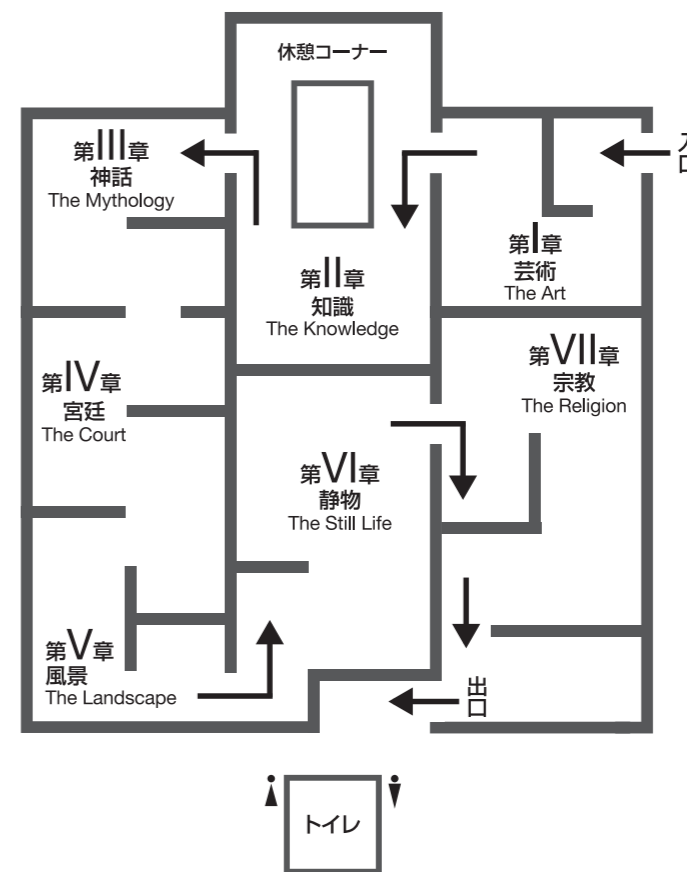 休憩コーナー
入口
第I章
芸術
The Art
第II章
知識
The Knowledge
第III章
神話
The Mythology
第IV章
宮廷
The Court
第V章
風景
The Landscape
第VI章
静物
The Still Life
第VII章
宗教
The Religion
出口
トイレ